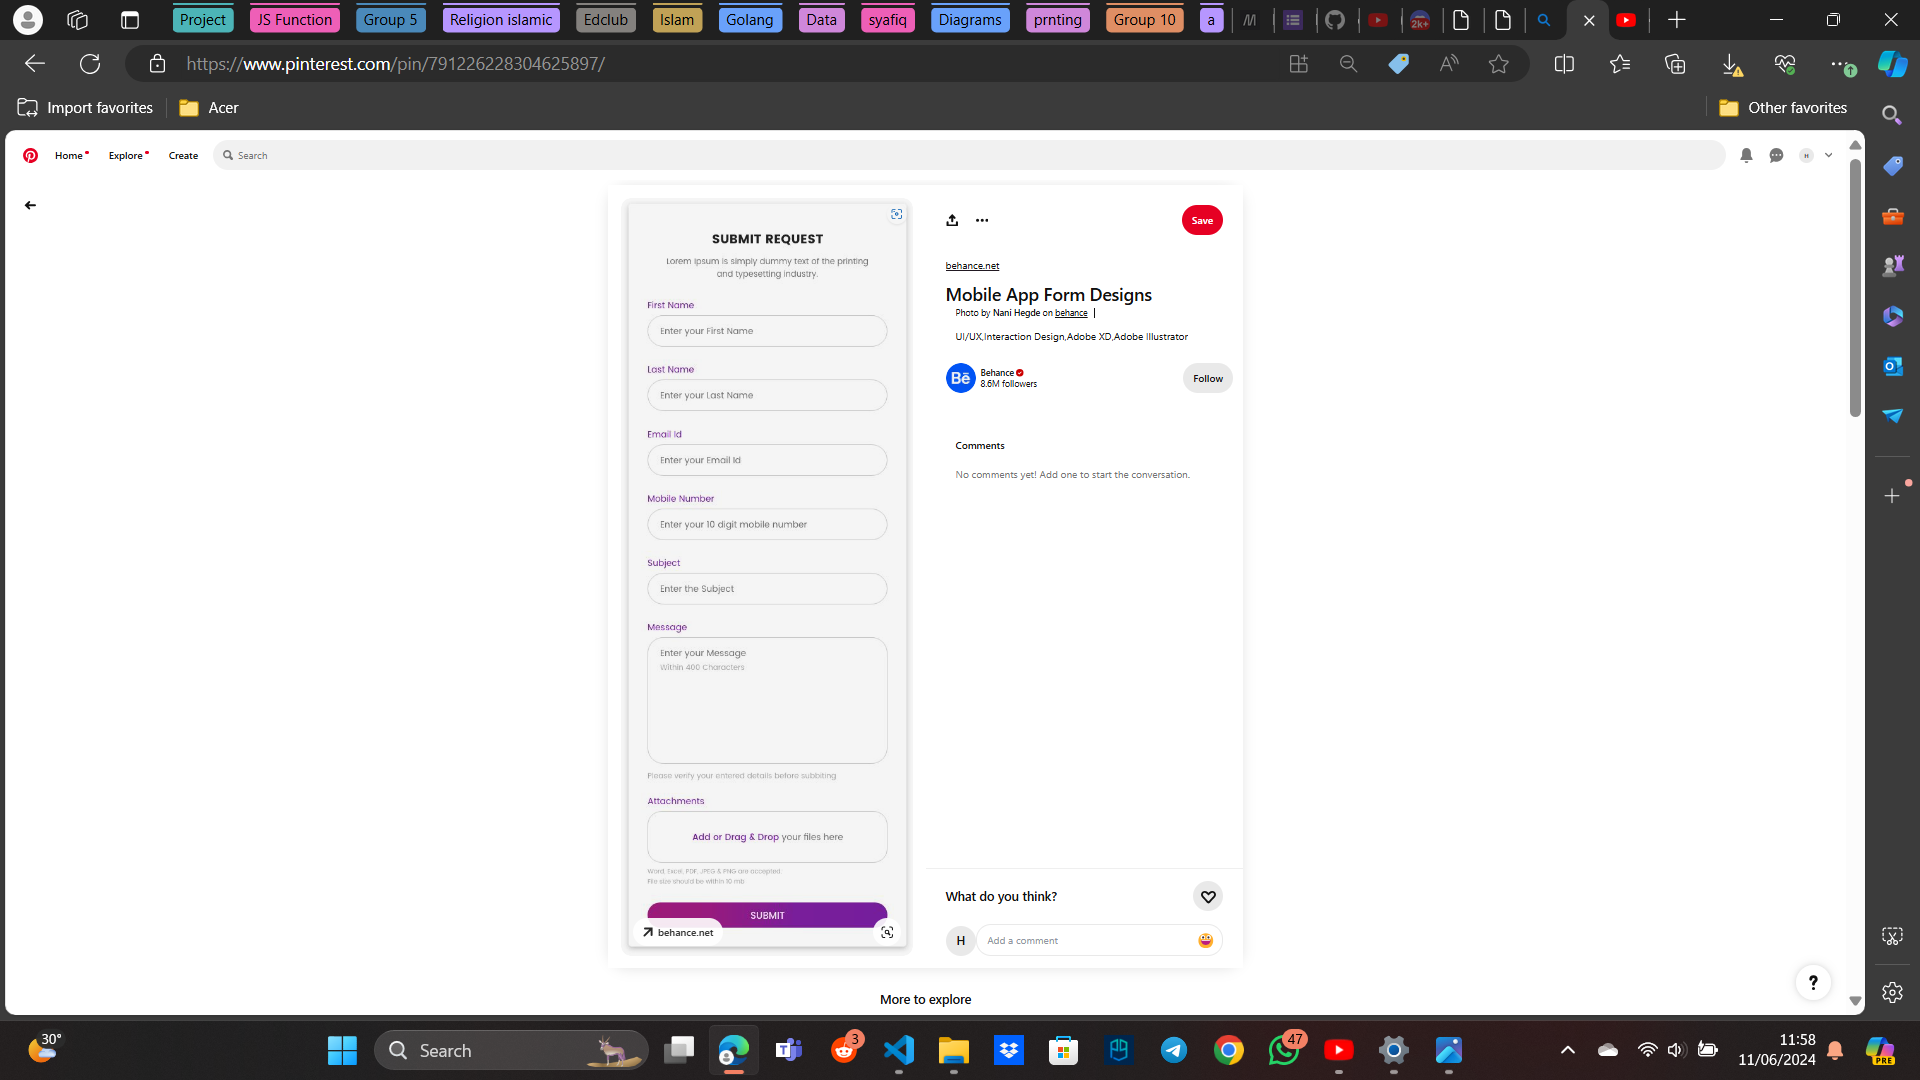 Project
JS Function
Group 5
Religion islamic
Edclub
Islam
Golang
Data
syafiq
Diagrams
prnting
Group 10
a
2k+
https://www.pinterest.com/pin/791226228304625897/
Import favorites
Acer
Other favorites
Home
Explore
Create
Search
H
SUBMIT REQUEST
Lorem Ipsum is simply dummy text of the printing
and typesetting industry.
First Name
Enter your First Name
Last Name
Enter your Last Name
Email Id
Enter your Email Id
Mobile Number
Enter your 10 digit mobile number
Subject
Enter the Subject
Message
Enter your Message
Within 400 Characters
Please verify your entered details before subbiting
Attachments
Add or Drag & Drop your files here
Word, Excel, PDF, JPEG & PNG are accepted
File size should be within 10 mb
SUBMIT
behance.net
Save
behance.net
Mobile App Form Designs
Photo by Nani Hegde on behance |
UI/UX,Interaction Design,Adobe XD,Adobe Illustrator
Bē
Behance
8.6M followers
Follow
Comments
No comments yet! Add one to start the conversation.
What do you think?
H
Add a comment
More to explore
?
30°
Search
3
47
11:58
11/06/2024
PRE